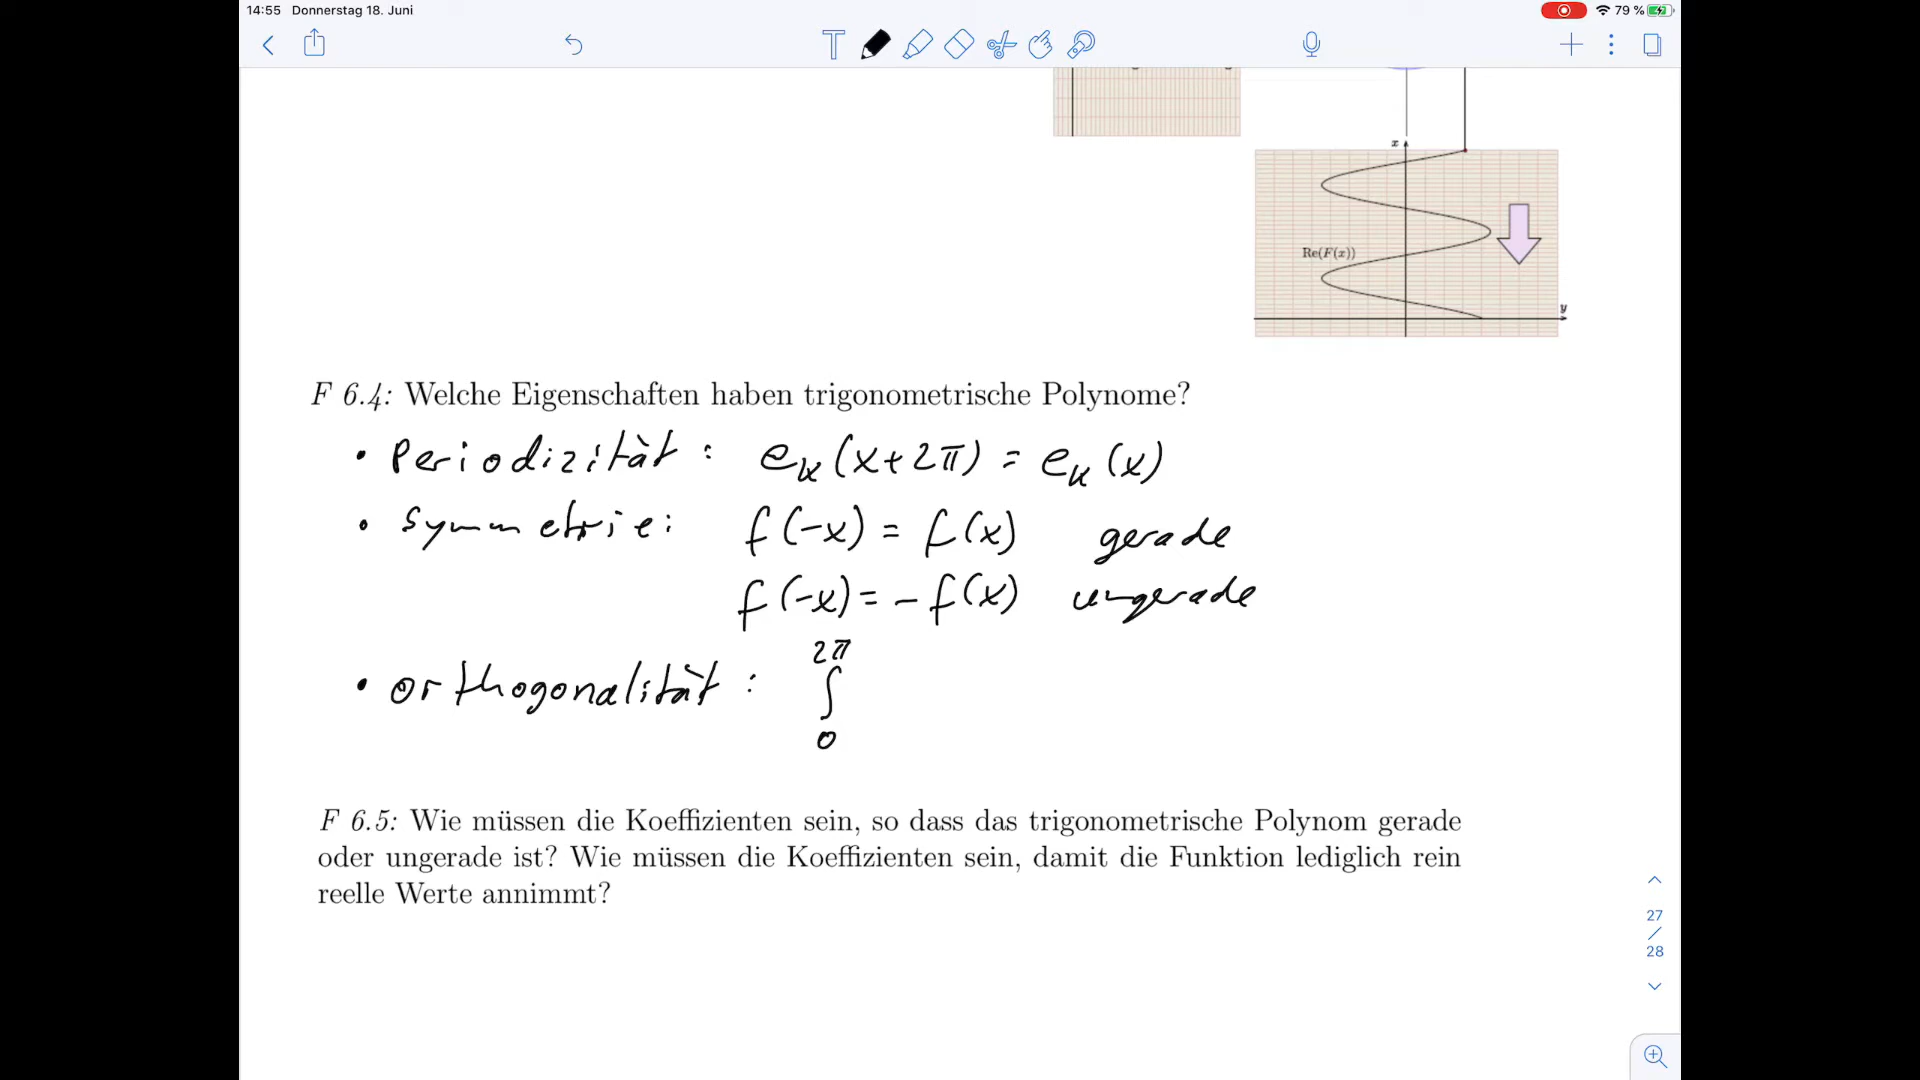 14:55 Donnerstag 18. Juni
79 %
x
Re(F(x))
y
F 6.4: Welche Eigenschaften haben trigonometrische Polynome?
• Periodizität : e_k (x+2π) = e_k (x)
• Symmetrie: f(-x) = f(x) gerade
f(-x) = - f(x) ungerade
2π
• Orthogonalität : ∫
0
F 6.5: Wie müssen die Koeffizienten sein, so dass das trigonometrische Polynom gerade
oder ungerade ist? Wie müssen die Koeffizienten sein, damit die Funktion lediglich rein
reelle Werte annimmt?
27
/
28